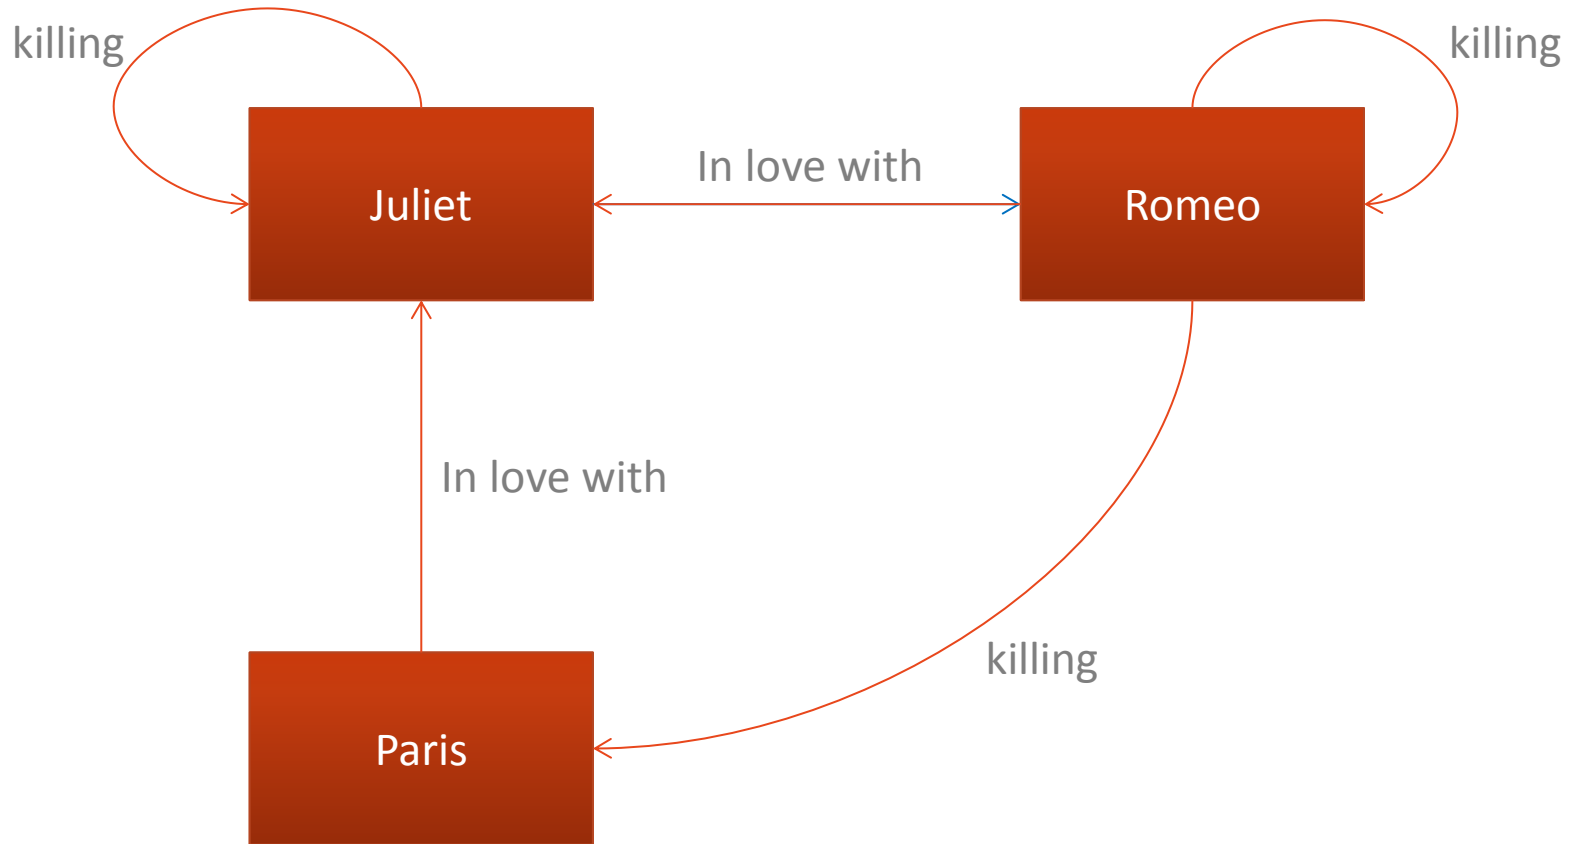 killing
killing
In love with
Juliet
Romeo
In love with
killing
Paris